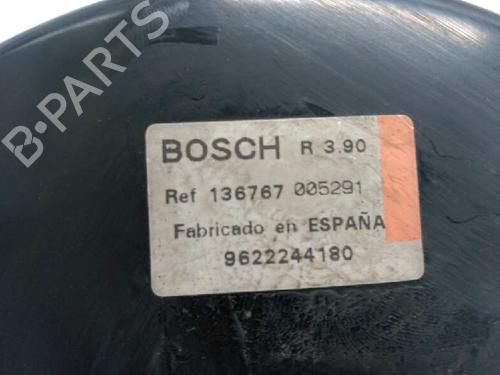 B-PARTS
BOSCH R 3.90
Ref 136767 005291
Fabricado en ESPAÑA
9622244180